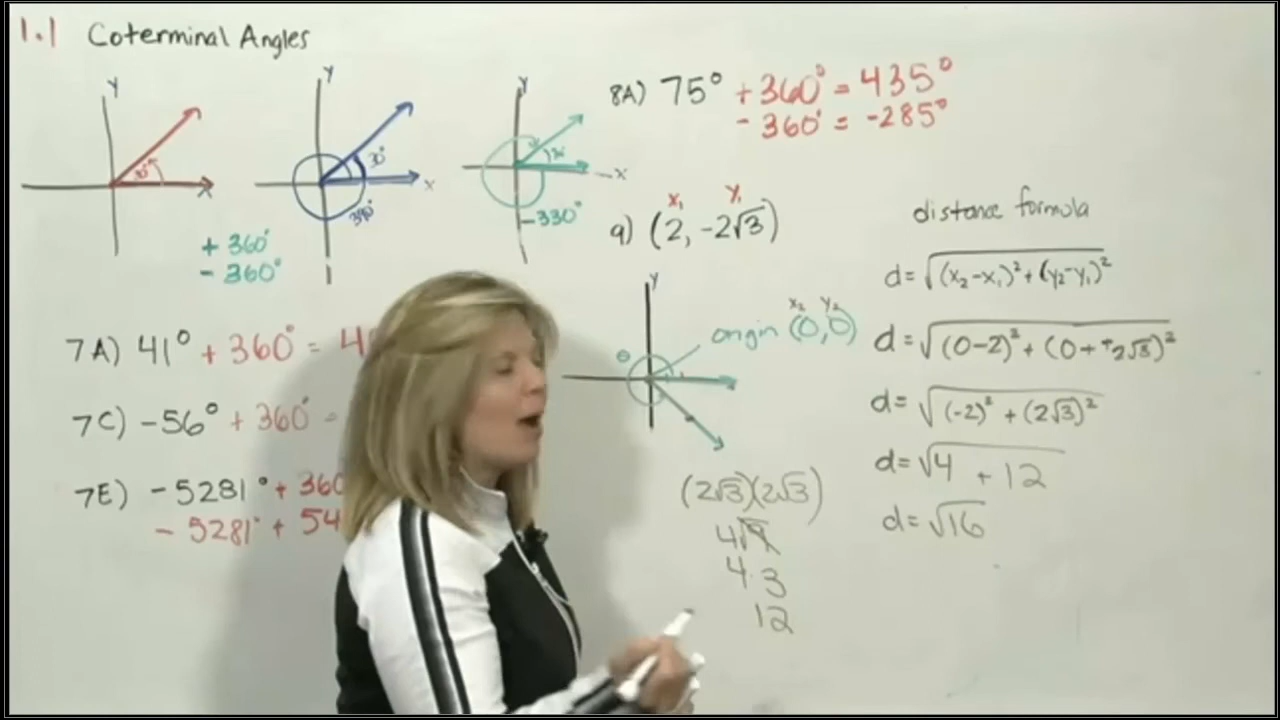 1.1 Coterminal Angles
y
30°
x
y
30°
390°
x
y
30°
-330°
x
+ 360°
- 360°
7A) 41° + 360° =
7C) -56° + 360° =
7E) -5281° + 360
- 5281° + 54
8A) 75° + 360° = 435°
- 360° = -285°
x₁ y₁
9) (2, -2√3)
y
x₂ y₂
origin (0,0)
θ
(2√3)(2√3)
4√9
4·3
12
distance formula
d=√(x₂-x₁)²+(y₂-y₁)²
d=√(0-2)²+(0+⁺2√3)²
d=√(-2)²+(2√3)²
d=√4 + 12
d=√16